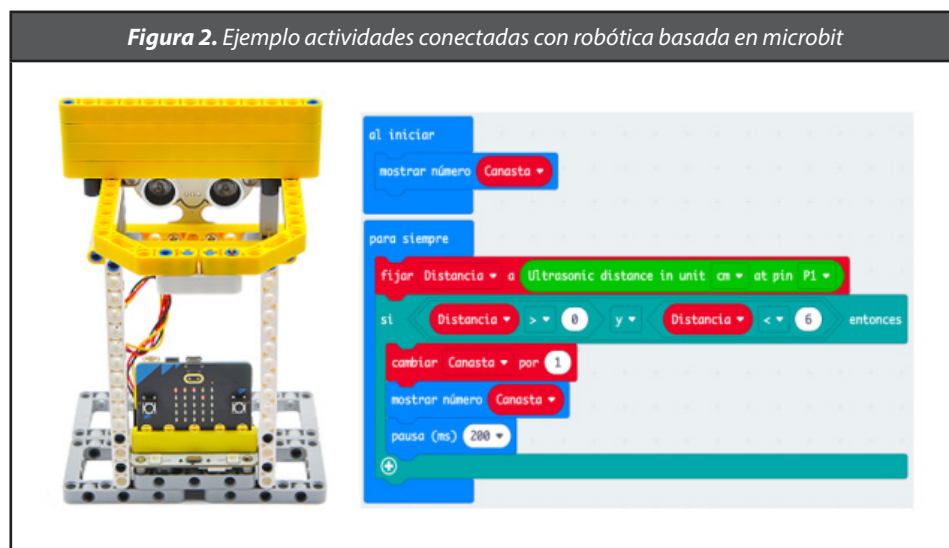 Figura 2. Ejemplo actividades conectadas con robótica basada en microbit
al iniciar
mostrar número Canasta
para siempre
fijar Distancia a Ultrasonic distance in unit cm at pin P1
si Distancia > 0 y Distancia < 6 entonces
cambiar Canasta por 1
mostrar número Canasta
pausa (ms) 200